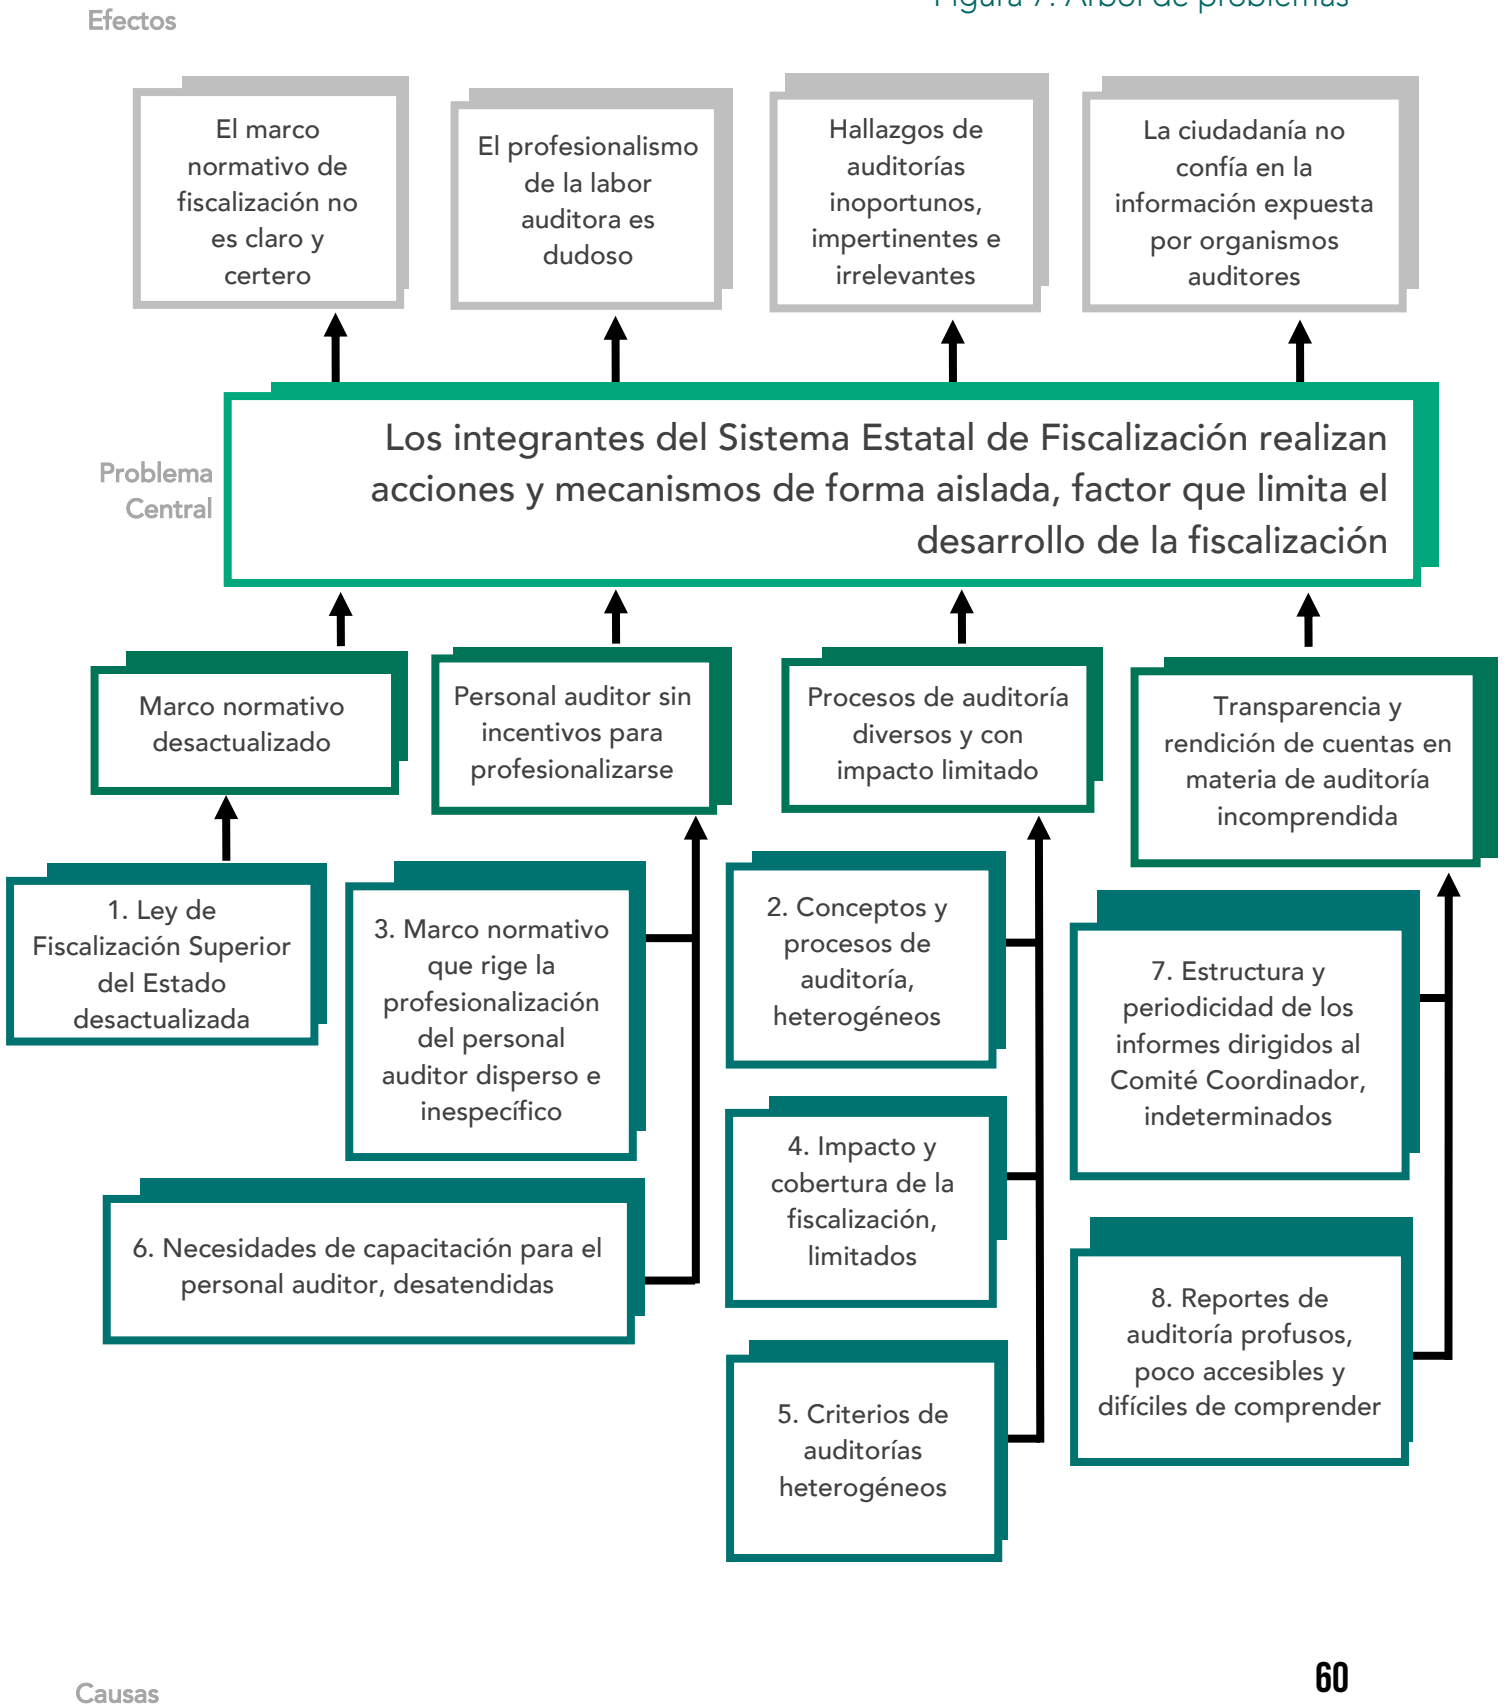 Figura 7. Árbol de problemas
Efectos
El marco
normativo de
fiscalización no
es claro y
certero
El profesionalismo
de la labor
auditora es
dudoso
Hallazgos de
auditorías
inoportunos,
impertinentes e
irrelevantes
La ciudadanía no
confía en la
información expuesta
por organismos
auditores
Problema
Central
Los integrantes del Sistema Estatal de Fiscalización realizan
acciones y mecanismos de forma aislada, factor que limita el
desarrollo de la fiscalización
Marco normativo
desactualizado
Personal auditor sin
incentivos para
profesionalizarse
Procesos de auditoría
diversos y con
impacto limitado
Transparencia y
rendición de cuentas en
materia de auditoría
incomprendida
1. Ley de
Fiscalización Superior
del Estado
desactualizada
3. Marco normativo
que rige la
profesionalización
del personal
auditor disperso e
inespecífico
2. Conceptos y
procesos de
auditoría,
heterogéneos
7. Estructura y
periodicidad de los
informes dirigidos al
Comité Coordinador,
indeterminados
4. Impacto y
cobertura de la
fiscalización,
limitados
6. Necesidades de capacitación para el
personal auditor, desatendidas
8. Reportes de
auditoría profusos,
poco accesibles y
difíciles de comprender
5. Criterios de
auditorías
heterogéneos
60
Causas